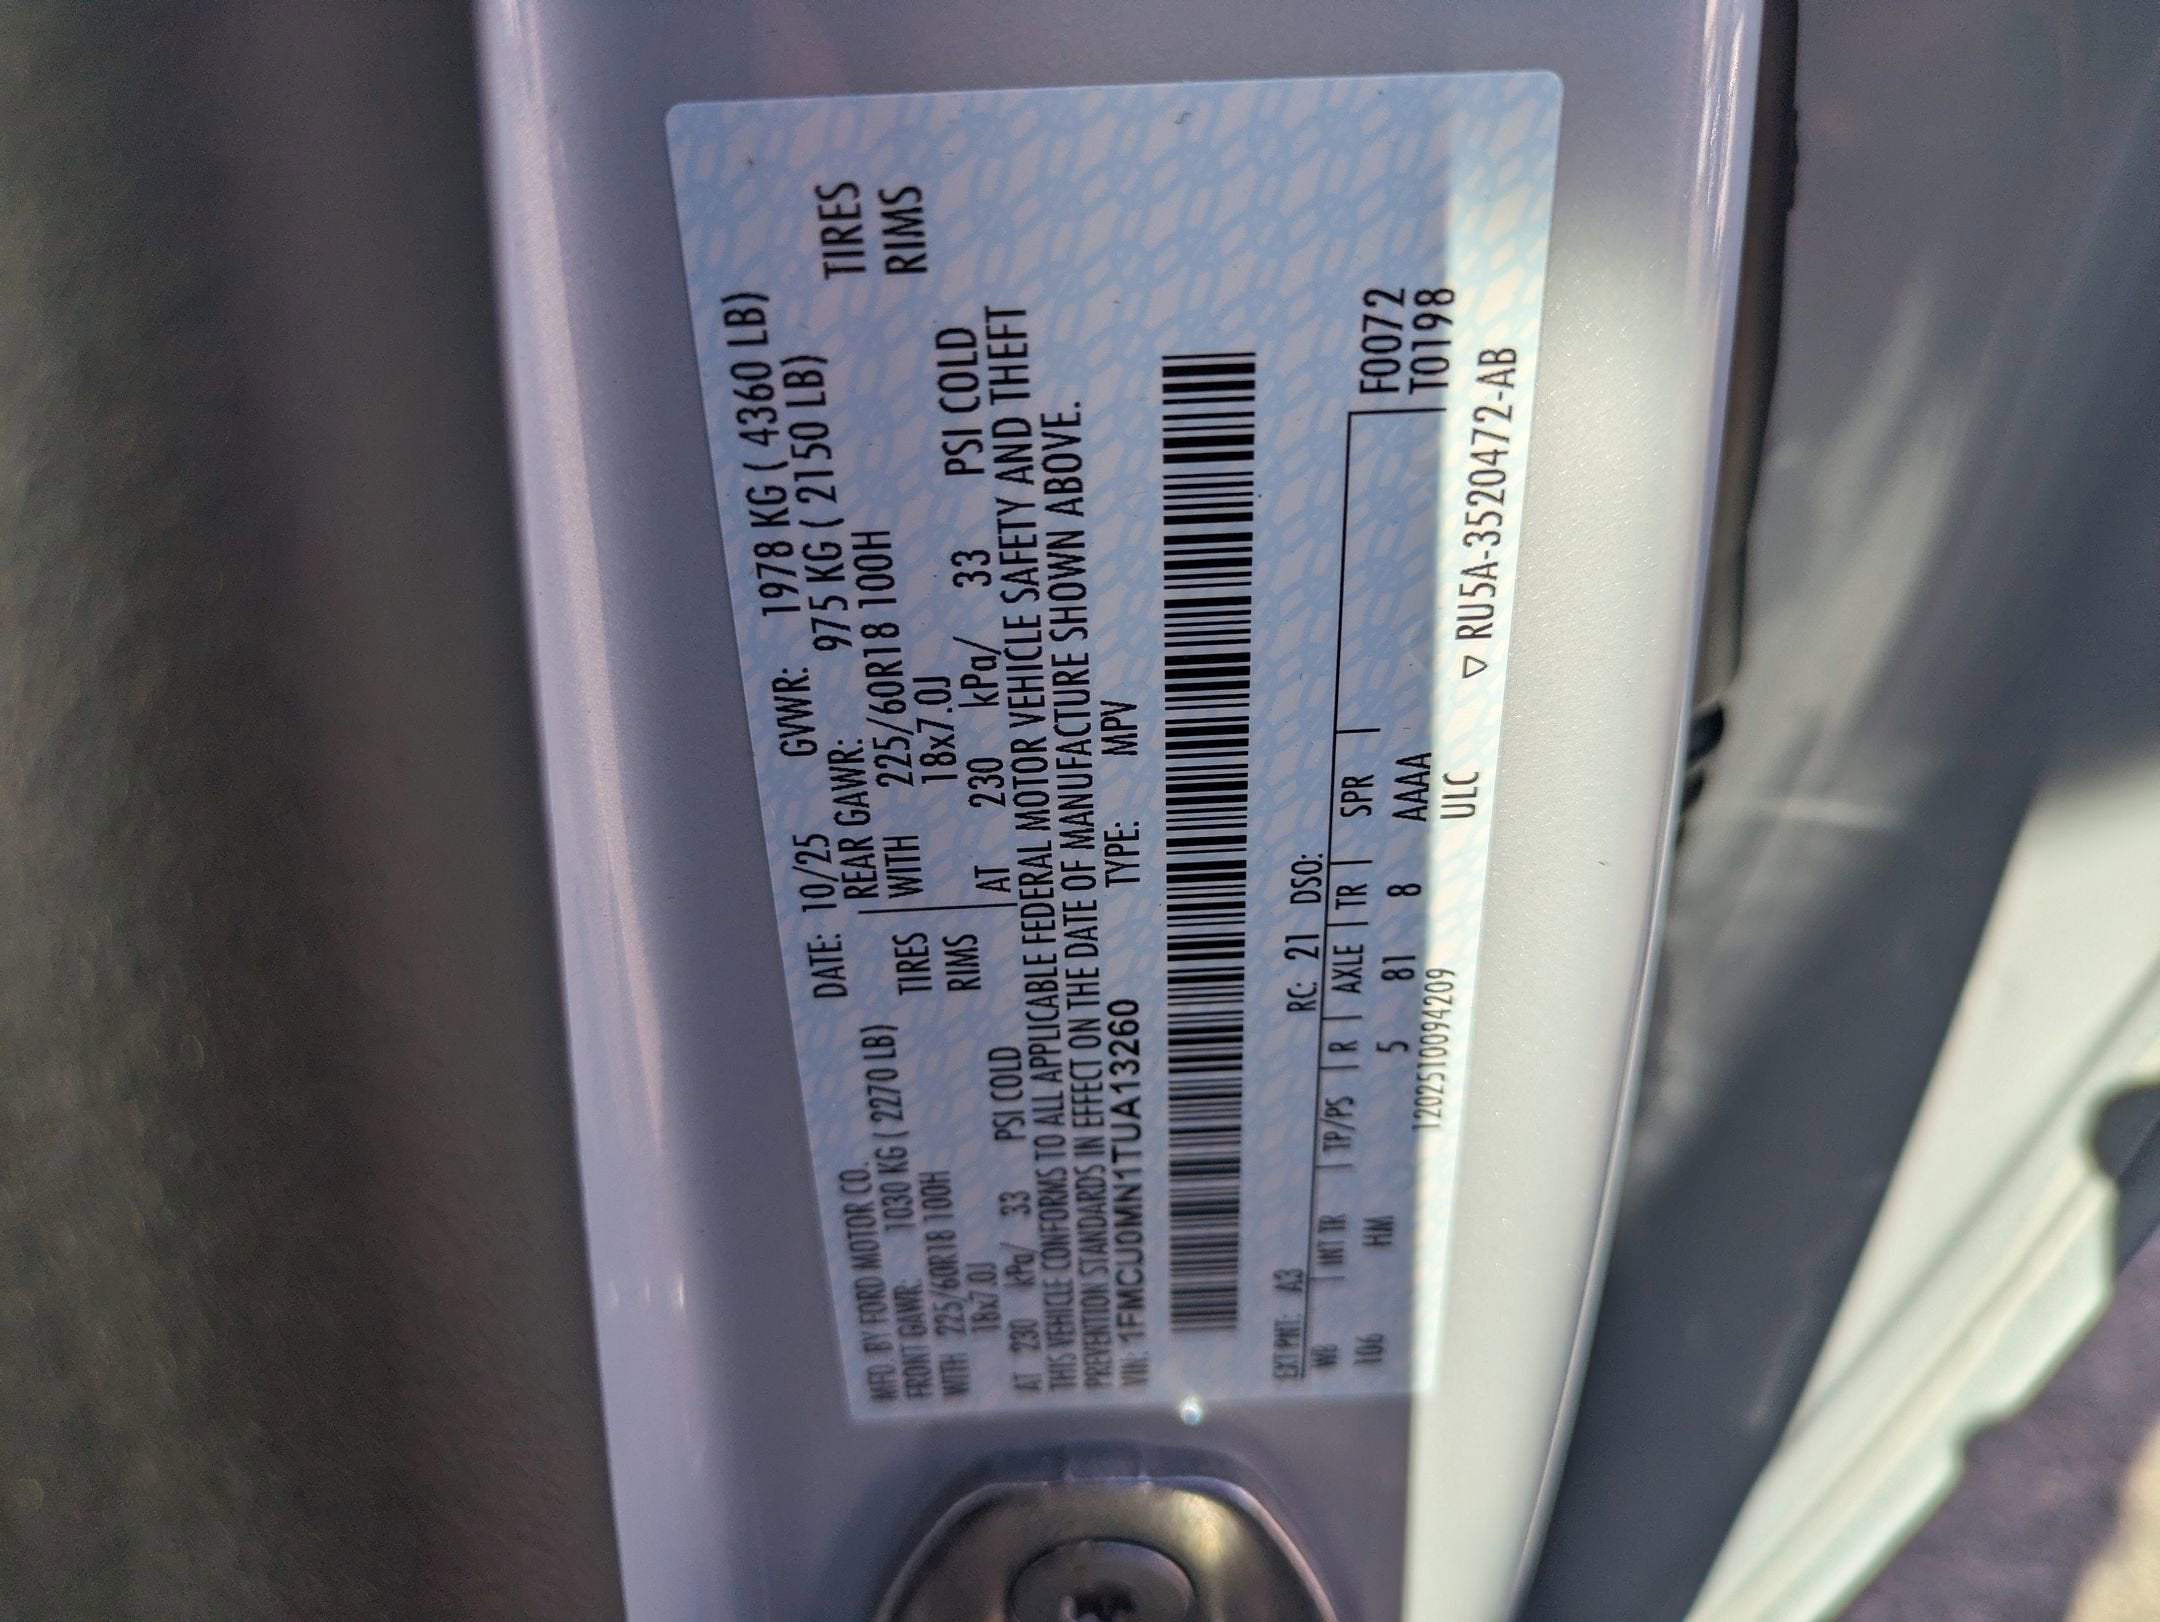 MFD. BY FORD MOTOR CO. DATE: 10/25 GVWR: 1978 KG ( 4360 LB)
FRONT GAWR: 1030 KG ( 2270 LB) REAR GAWR: 975 KG ( 2150 LB)
WITH 225/60R18 100H TIRES WITH 225/60R18 100H TIRES
18x7.0J RIMS 18x7.0J RIMS
AT 230 kPa/ 33 PSI COLD AT 230 kPa/ 33 PSI COLD
THIS VEHICLE CONFORMS TO ALL APPLICABLE FEDERAL MOTOR VEHICLE SAFETY AND THEFT
PREVENTION STANDARDS IN EFFECT ON THE DATE OF MANUFACTURE SHOWN ABOVE.
VIN: 1FMCU0MN1TUA13260 TYPE: MPV
EXT PNT: A3 RC: 21 DSO:
WB INT TR TP/PS R AXLE TR SPR F0072
106 HM 5 81 8 AAAA T0198
1202510094209 ULC
▽ RU5A-3520472-AB